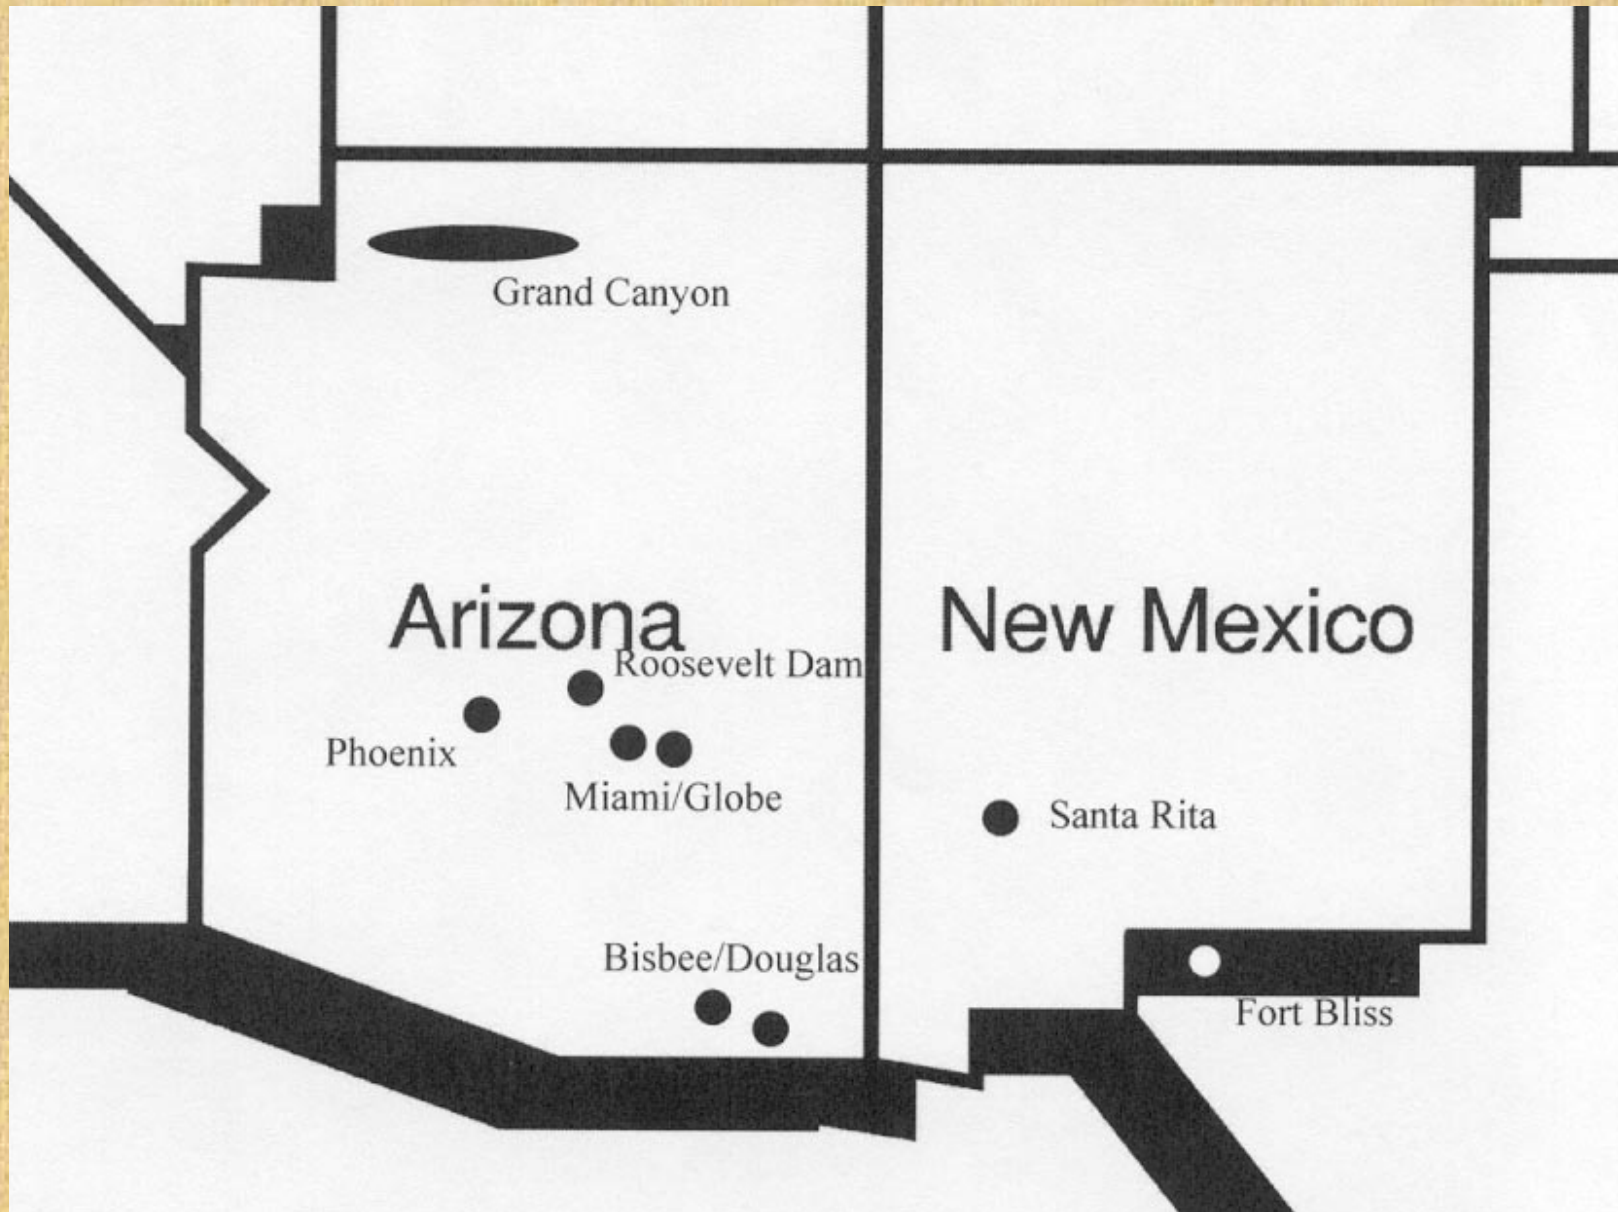 Grand Canyon
Arizona
New Mexico
Roosevelt Dam
Phoenix
Miami/Globe
Santa Rita
Bisbee/Douglas
Fort Bliss